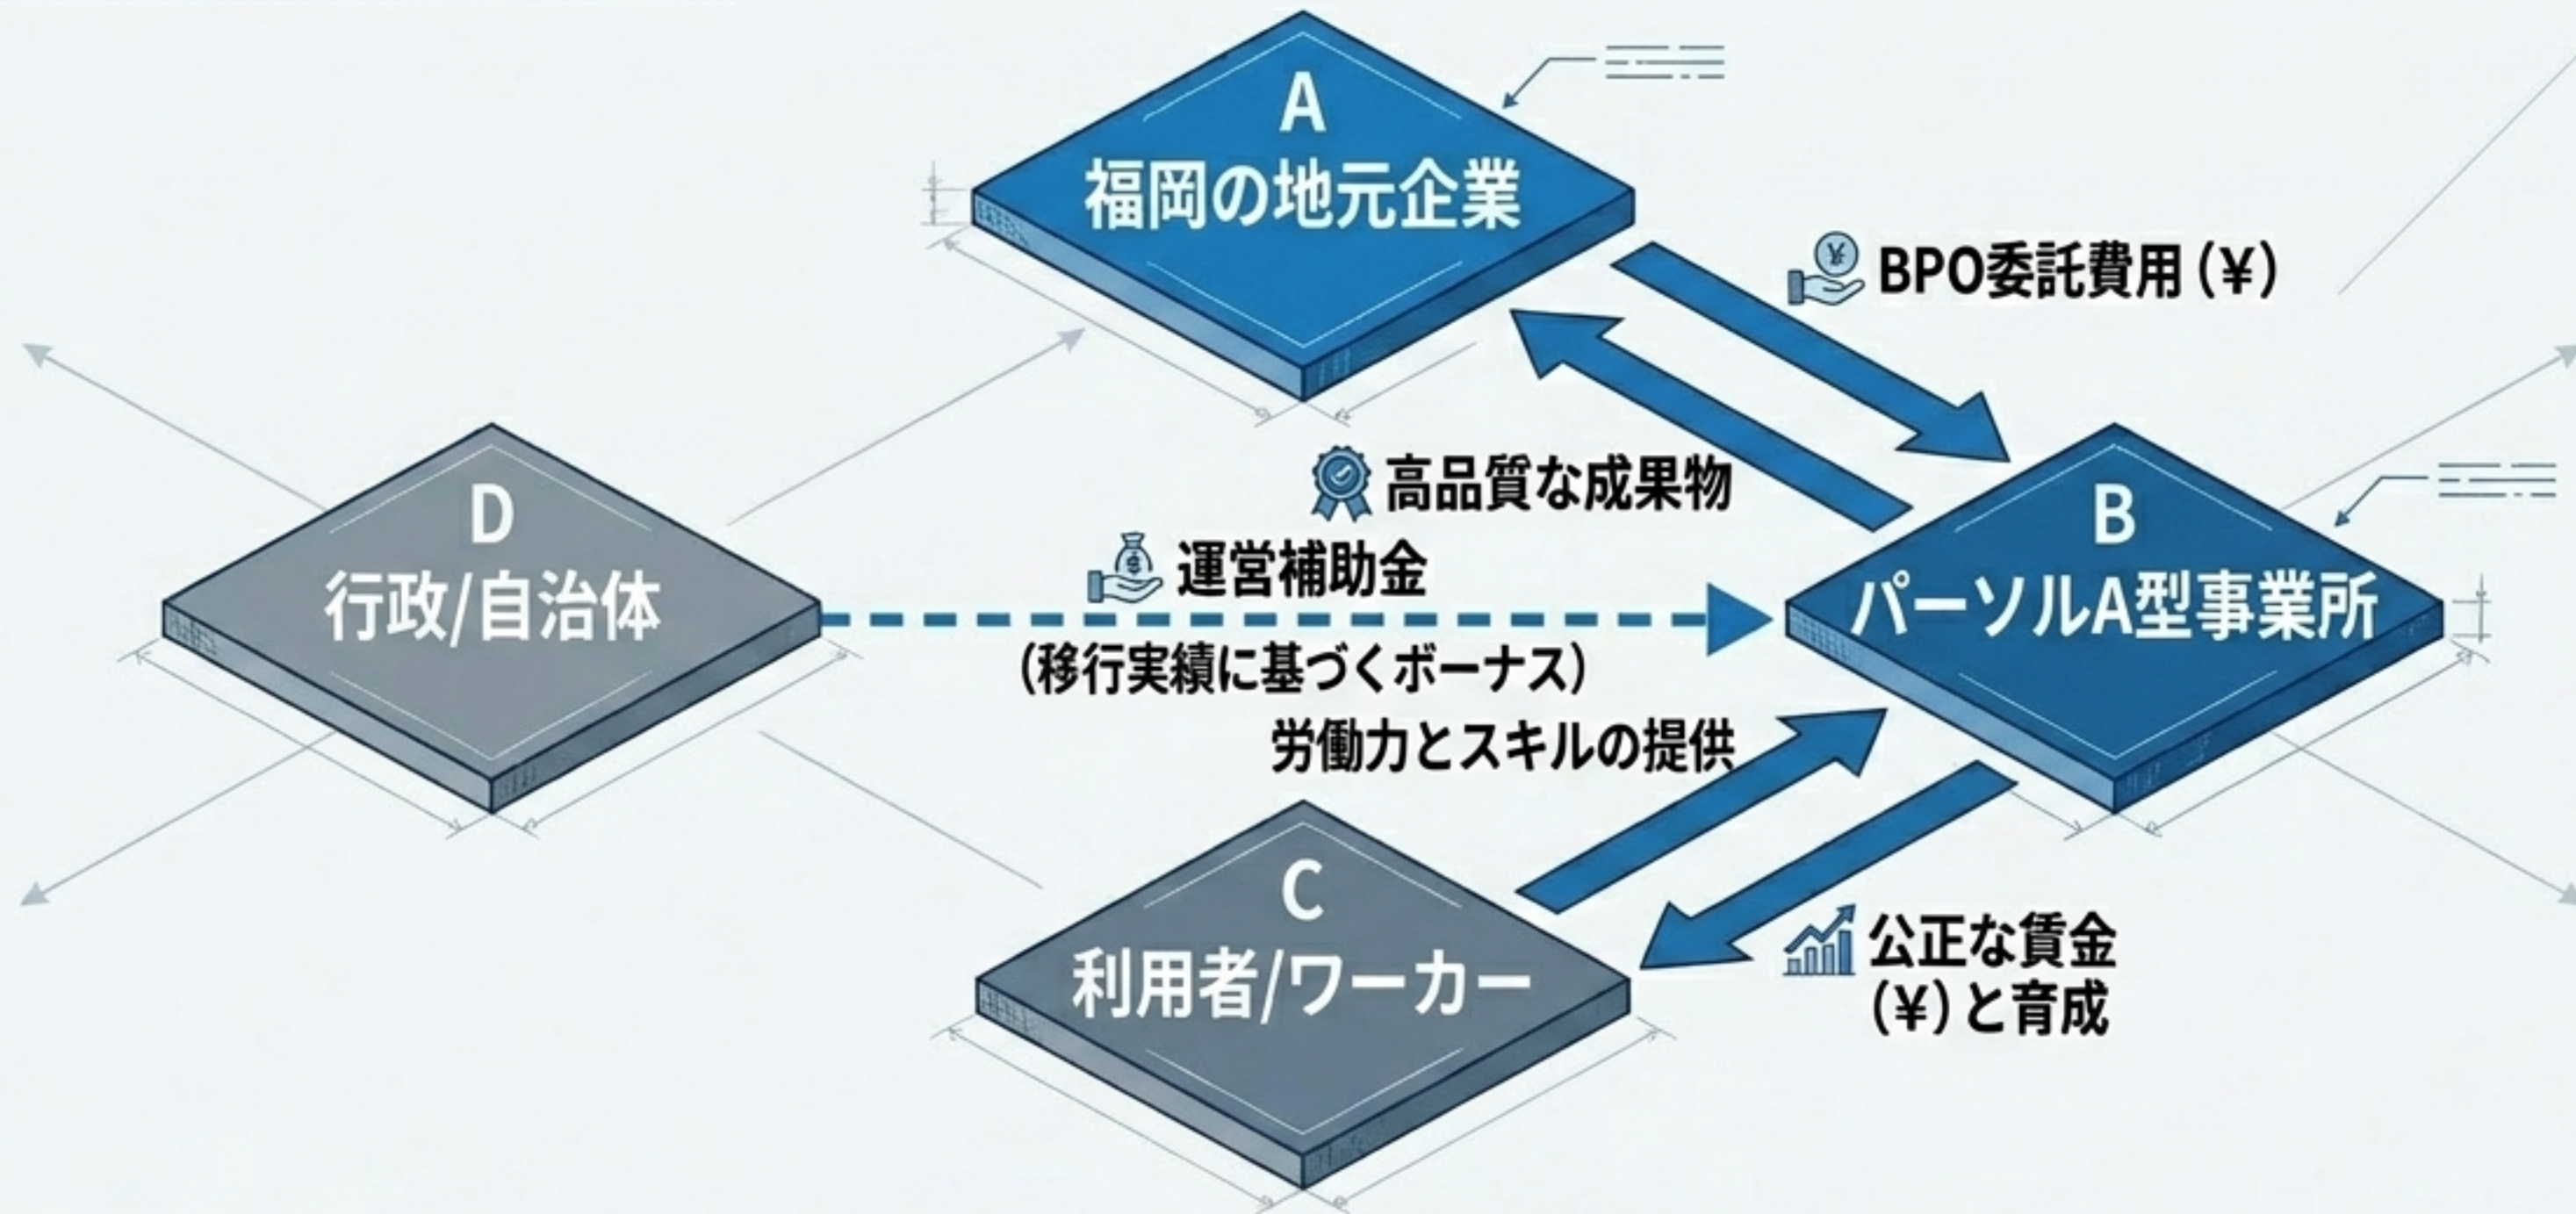 A
福岡の地元企業
BPO委託費用（¥）
高品質な成果物
D
行政/自治体
運営補助金
（移行実績に基づくボーナス）
B
パーソルA型事業所
労働力とスキルの提供
C
利用者/ワーカー
公正な賃金
（¥）と育成